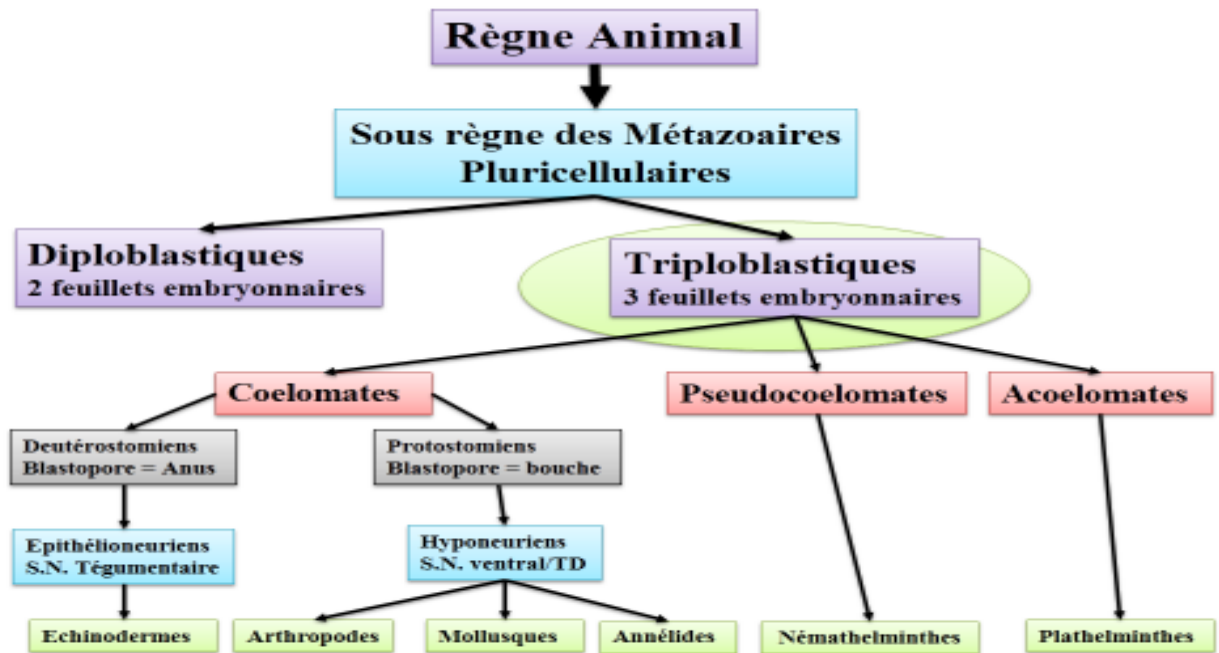 Règne Animal
Sous règne des Métazoaires
Pluricellulaires
Diploblastiques
2 feuillets embryonnaires
Triploblastiques
3 feuillets embryonnaires
Coelomates
Pseudocoelomates
Acoelomates
Deutérostomiens
Blastopore = Anus
Protostomiens
Blastopore = bouche
Epithélioneuriens
S.N. Tégumentaire
Hyponeuriens
S.N. ventral/TD
Echinodermes
Arthropodes
Mollusques
Annélides
Némathelminthes
Plathelminthes